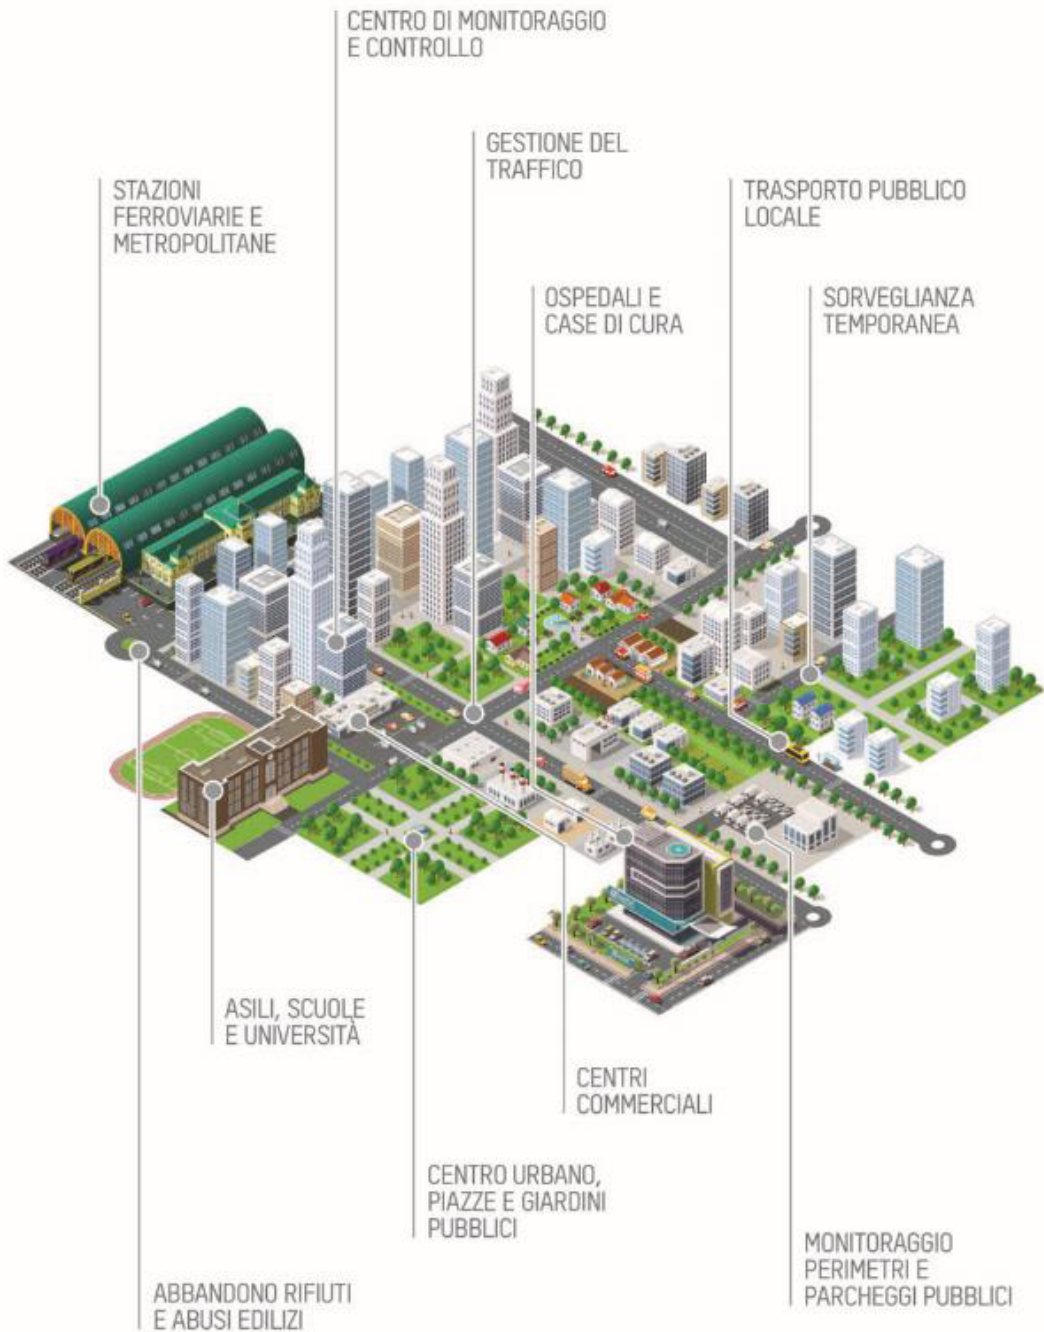 CENTRO DI MONITORAGGIO
E CONTROLLO
GESTIONE DEL
TRAFFICO
STAZIONI
FERROVIARIE E
METROPOLITANE
TRASPORTO PUBBLICO
LOCALE
OSPEDALI E
CASE DI CURA
SORVEGLIANZA
TEMPORANEA
ASILI, SCUOLE
E UNIVERSITÀ
CENTRI
COMMERCIALI
CENTRO URBANO,
PIAZZE E GIARDINI
PUBBLICI
MONITORAGGIO
PERIMETRI E
PARCHEGGI PUBBLICI
ABBANDONO RIFIUTI
E ABUSI EDILIZI